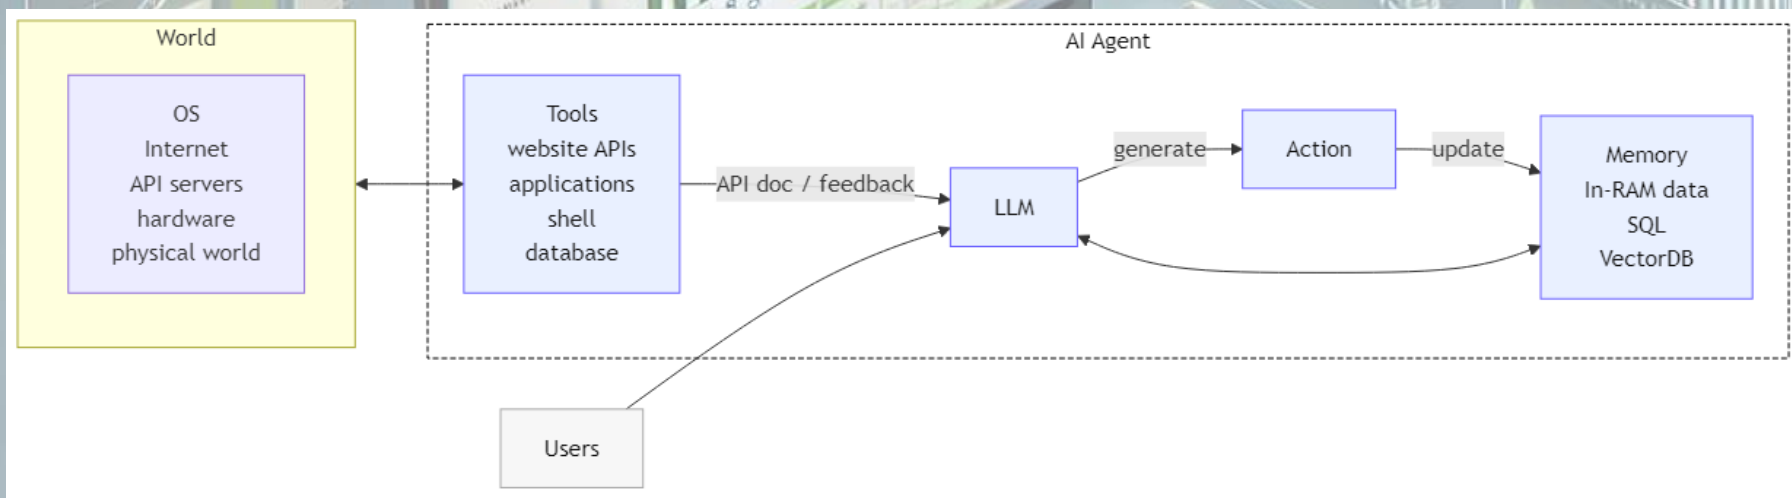 World
OS
Internet
API servers
hardware
physical world
AI Agent
Tools
website APIs
applications
shell
database
API doc / feedback
LLM
generate
Action
update
Memory
In-RAM data
SQL
VectorDB
Users